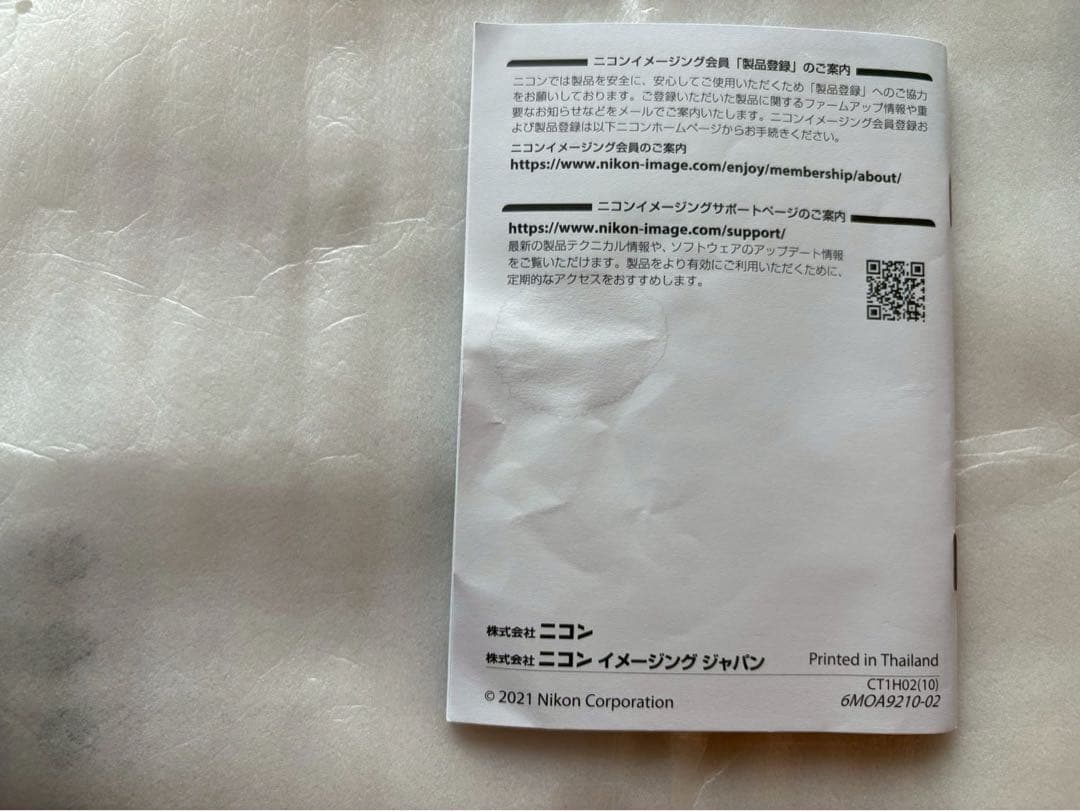 ニコンイメージング会員「製品登録」のご案内
ニコンでは製品を安全に、安心してご使用いただくため「製品登録」へのご協力
をお願いしております。ご登録いただいた製品に関するファームアップ情報や重
要なお知らせなどをメールでご案内いたします。ニコンイメージング会員登録お
よび製品登録は以下ニコンホームページからお手続きください。
ニコンイメージング会員のご案内
https://www.nikon-image.com/enjoy/membership/about/
ニコンイメージングサポートページのご案内
https://www.nikon-image.com/support/
最新の製品テクニカル情報や、ソフトウェアのアップデート情報
をご覧いただけます。製品をより有効にご利用いただくために、
定期的なアクセスをおすすめします。
株式会社 ニコン
株式会社 ニコン イメージング ジャパン
Printed in Thailand
CT1H02(10)
© 2021 Nikon Corporation
6MOA9210-02